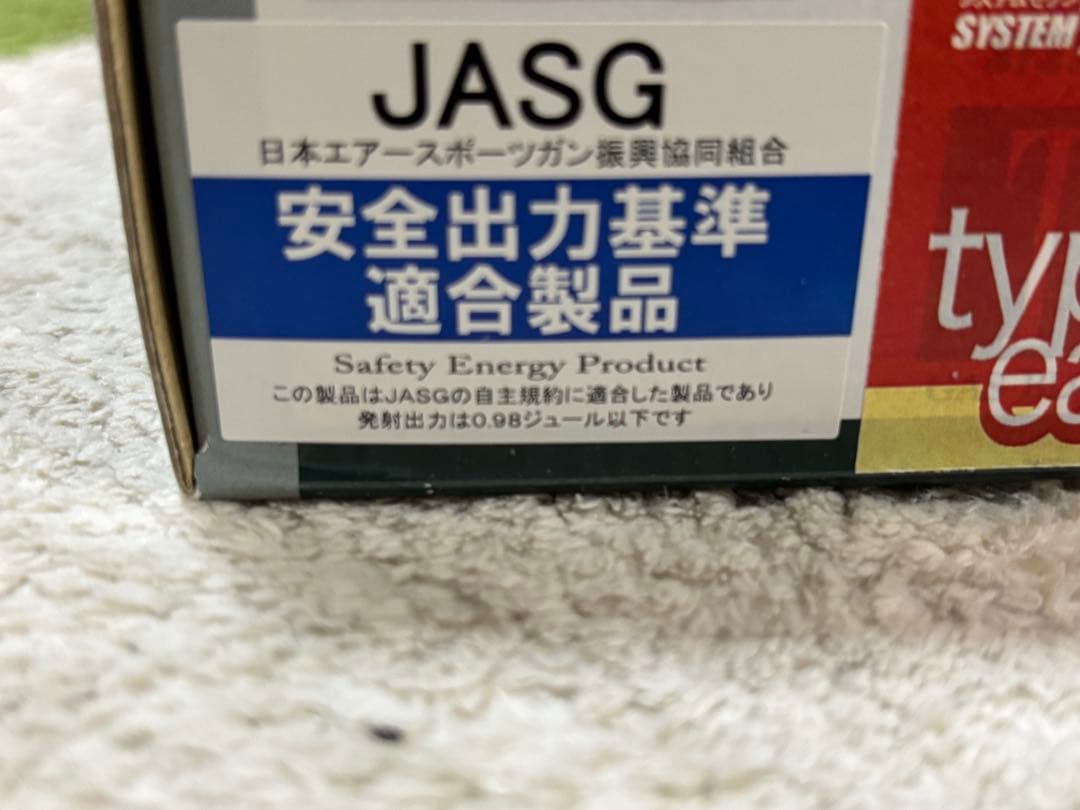 JASG
日本エアースポーツガン振興協同組合
安全出力基準
適合製品
Safety Energy Product
この製品はJASGの自主規約に適合した製品であり
発射出力は0.98ジュール以下です
SYSTEM